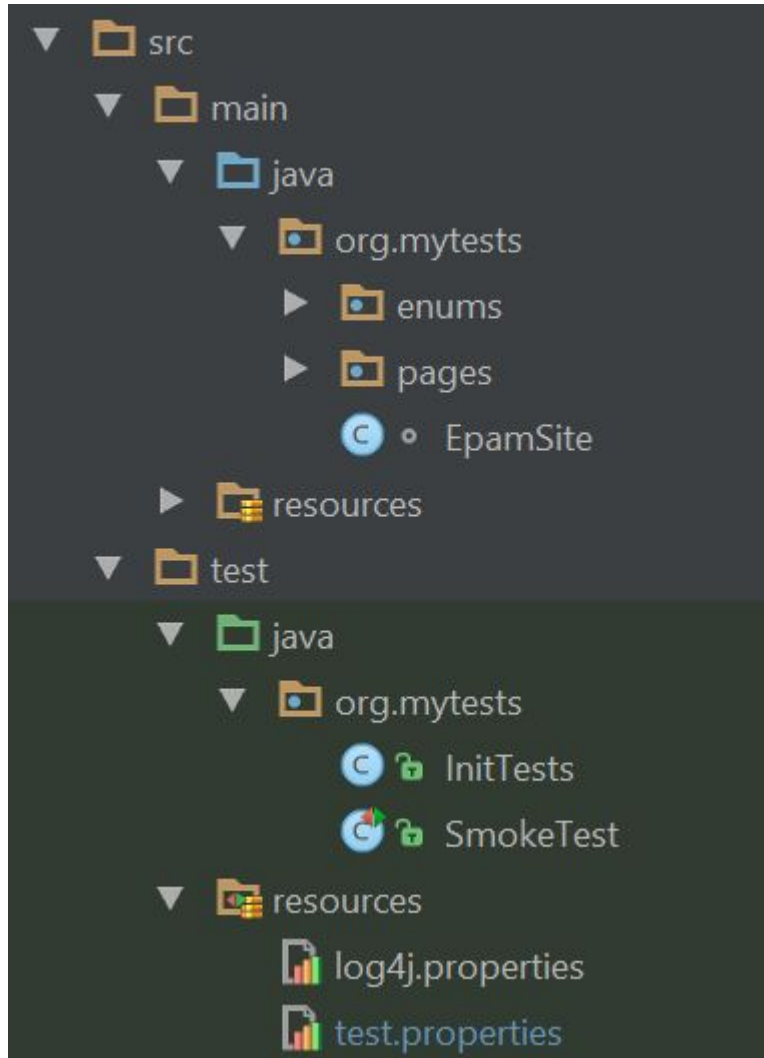 src
main
java
org.mytests
enums
pages
EpamSite
resources
test
java
org.mytests
InitTests
SmokeTest
resources
log4j.properties
test.properties